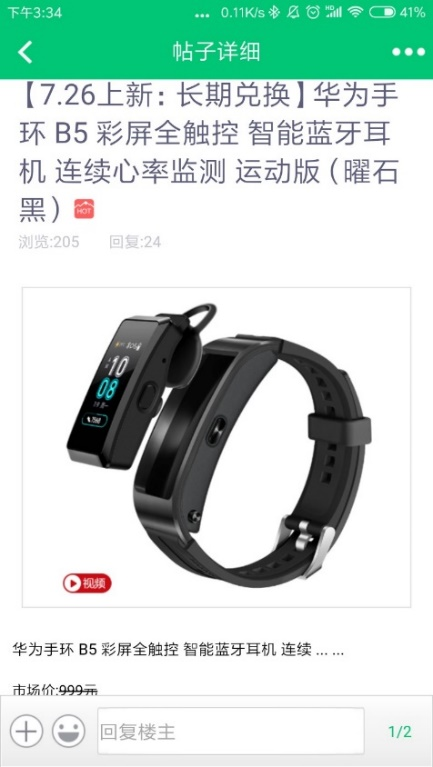 下午3:34
... 0.11K/s 41%
帖子详细
【7.26上新：长期兑换】华为手
环 B5 彩屏全触控 智能蓝牙耳
机 连续心率监测 运动版（曜石
黑） HOT
浏览:205 回复:24
10
08
视频
华为手环 B5 彩屏全触控 智能蓝牙耳机 连续 ... ...
市场价:999元
回复楼主
1/2